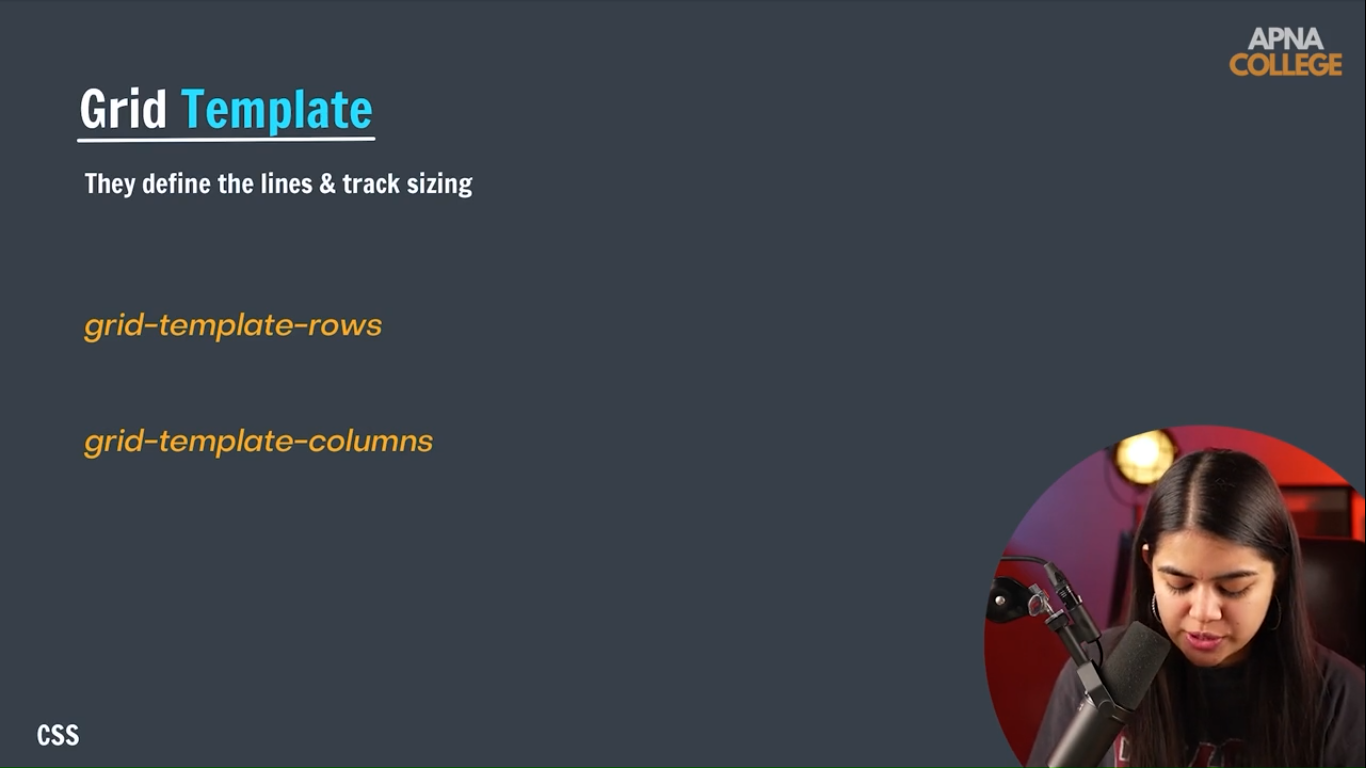 APNA
COLLEGE
Grid Template
They define the lines & track sizing
grid-template-rows
grid-template-columns
CSS